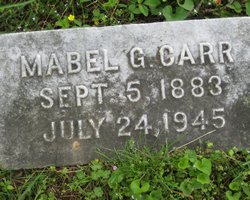 MABEL G. CARR
SEPT. 5, 1883
JULY 24, 1945